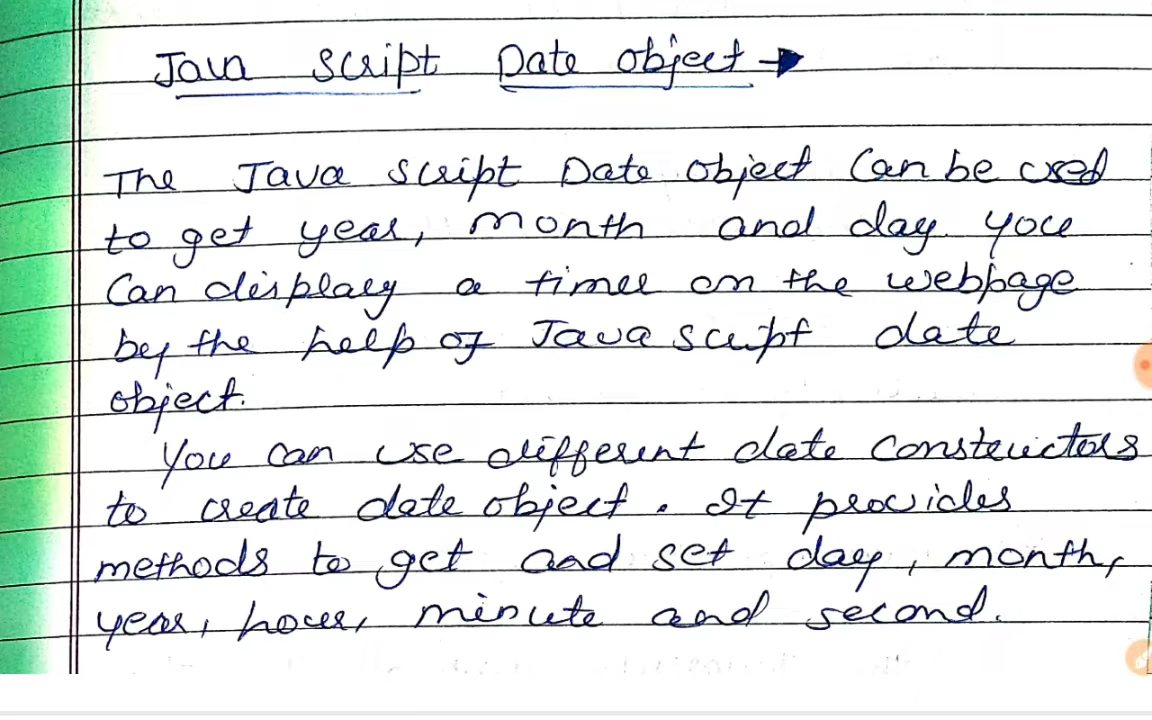 Java Script Date object →
The Java script Date object Can be used
to get year, month and day. you
Can display a timer on the webpage
by the help of Java script date
object.
You can use different date constructors
to create date object. It provides
methods to get and set day, month,
year, hour, minute and second.